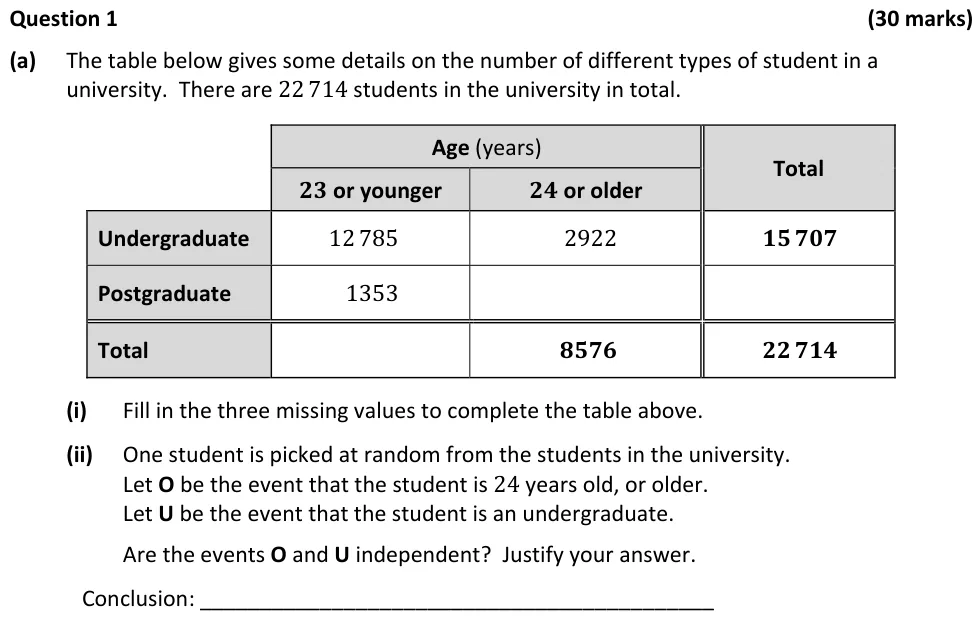 Question 1 (30 marks)
(a) The table below gives some details on the number of different types of student in a
university. There are 22 714 students in the university in total.
Age (years) Total
23 or younger 24 or older
Undergraduate 12 785 2922 15 707
Postgraduate 1353
Total 8576 22 714
(i) Fill in the three missing values to complete the table above.
(ii) One student is picked at random from the students in the university.
Let O be the event that the student is 24 years old, or older.
Let U be the event that the student is an undergraduate.
Are the events O and U independent? Justify your answer.
Conclusion: